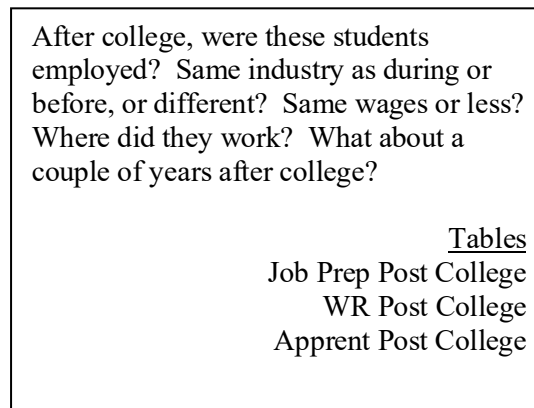 After college, were these students
employed?  Same industry as during or
before, or different?  Same wages or less?
Where did they work?  What about a
couple of years after college?
Tables
Job Prep Post College
WR Post College
Apprent Post College